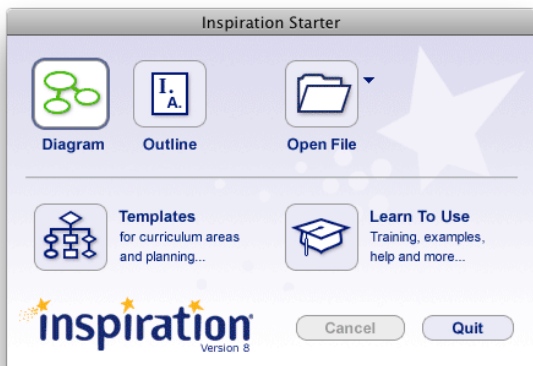 Inspiration Starter
I.
A.
Diagram
Outline
Open File
Templates
for curriculum areas
and planning...
Learn To Use
Training, examples,
help and more...
inspiration
Version 8
Cancel
Quit